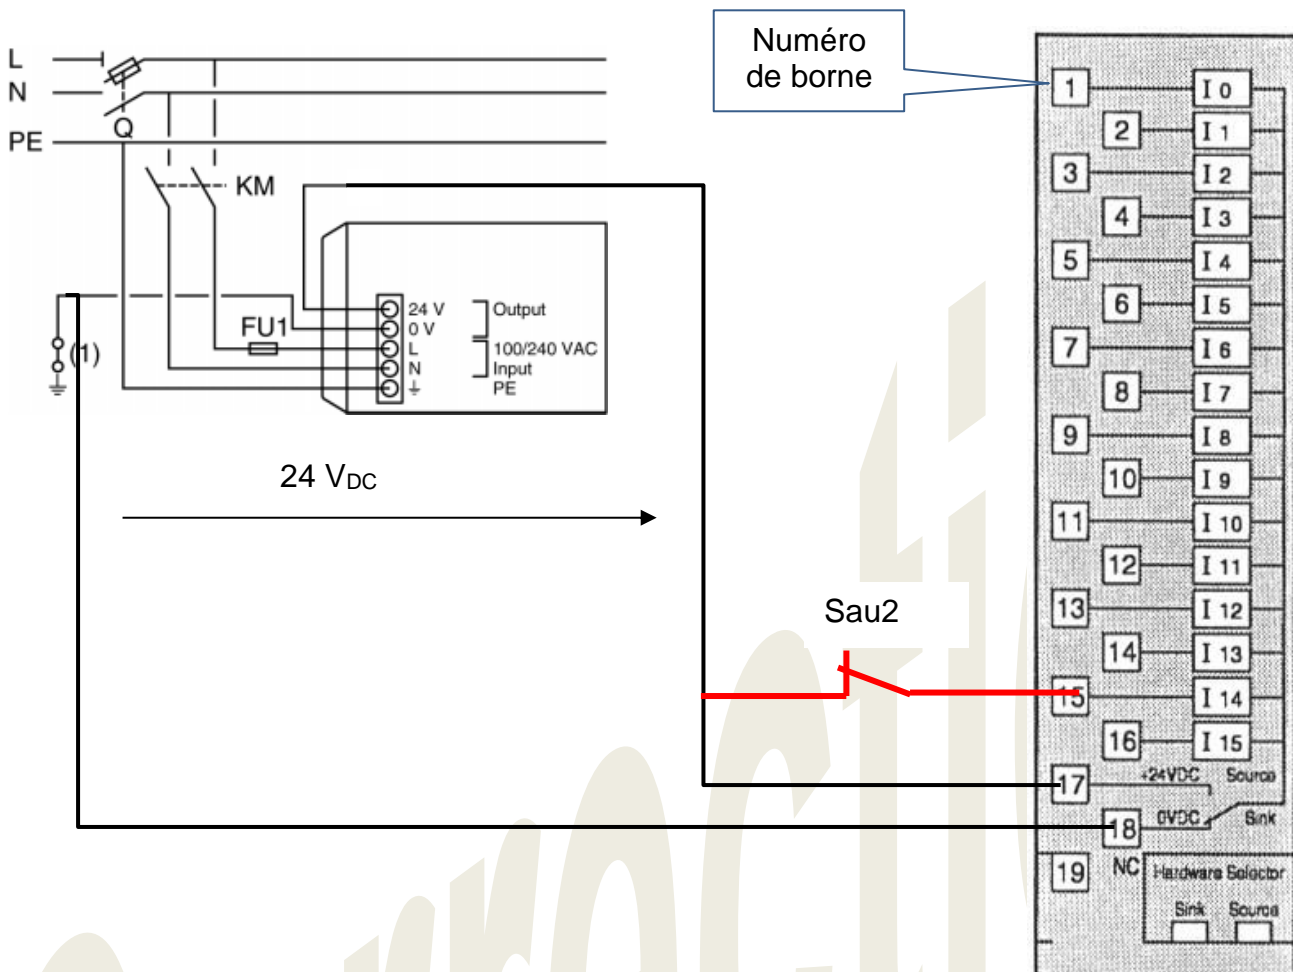 L
N
PE
Q
KM
FU1
(1)
24 V
0 V
L
N
Output
100/240 VAC
Input
PE
24 VDC
Numéro
de borne
Sau2
1 I 0
2 I 1
3 I 2
4 I 3
5 I 4
6 I 5
7 I 6
8 I 7
9 I 8
10 I 9
11 I 10
12 I 11
13 I 12
14 I 13
15 I 14
16 I 15
17 +24VDC Source
18 0VDC Sink
19 NC Hardware Selector
Sink Source